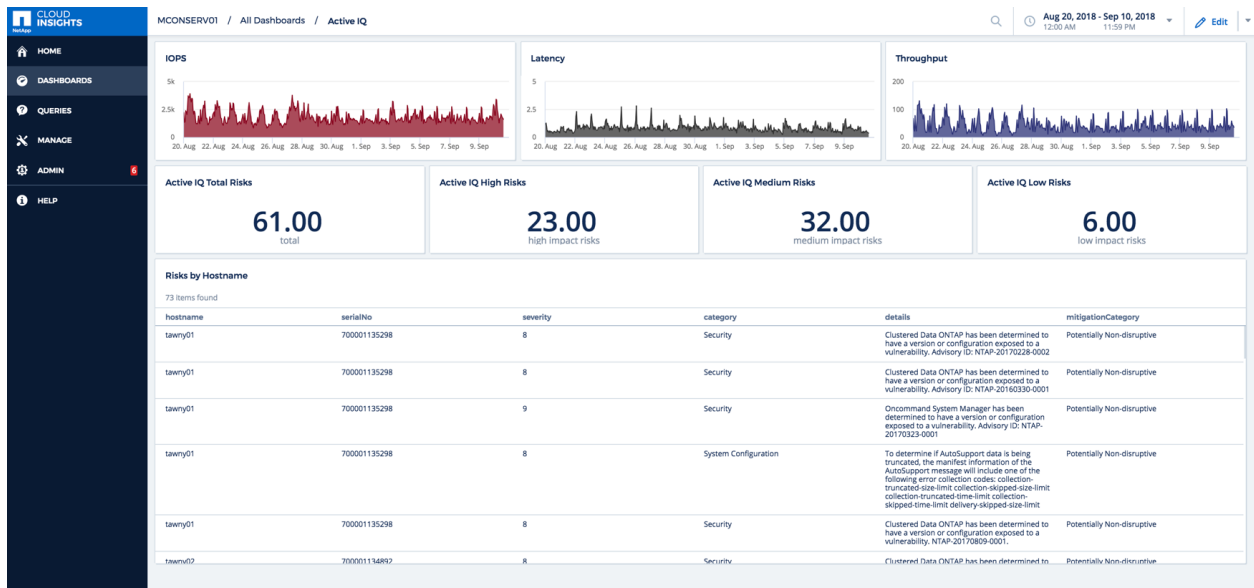 CLOUD
INSIGHTS
NetApp
MCONSERV01 / All Dashboards / Active IQ
Aug 20, 2018 - Sep 10, 2018
12:00 AM 11:59 PM
Edit
HOME
DASHBOARDS
QUERIES
MANAGE
ADMIN 6
HELP
IOPS
5k
2.5k
0
20. Aug 22. Aug 24. Aug 26. Aug 28. Aug 30. Aug 1. Sep 3. Sep 5. Sep 7. Sep 9. Sep
Latency
5
2.5
0
20. Aug 22. Aug 24. Aug 26. Aug 28. Aug 30. Aug 1. Sep 3. Sep 5. Sep 7. Sep 9. Sep
Throughput
200
100
0
20. Aug 22. Aug 24. Aug 26. Aug 28. Aug 30. Aug 1. Sep 3. Sep 5. Sep 7. Sep 9. Sep
Active IQ Total Risks
61.00
total
Active IQ High Risks
23.00
high impact risks
Active IQ Medium Risks
32.00
medium impact risks
Active IQ Low Risks
6.00
low impact risks
Risks by Hostname
73 items found
hostname serialNo severity category details mitigationCategory
tawny01 700001135298 8 Security Clustered Data ONTAP has been determined to Potentially Non-disruptive
have a version or configuration exposed to a
vulnerability. Advisory ID: NTAP-20170228-0002
tawny01 700001135298 8 Security Clustered Data ONTAP has been determined to Potentially Non-disruptive
have a version or configuration exposed to a
vulnerability. Advisory ID: NTAP-20160330-0001
tawny01 700001135298 9 Security Oncommand System Manager has been Potentially Non-disruptive
determined to have a version or configuration
exposed to a vulnerability. Advisory ID: NTAP-
20170323-0001
tawny01 700001135298 8 System Configuration To determine if AutoSupport data is being Potentially Non-disruptive
truncated, the manifest information of the
AutoSupport message will include one of the
following error collection codes: collection-
truncated-size-limit collection-skipped-size-limit
collection-truncated-time-limit collection-
skipped-time-limit delivery-skipped-size-limit
tawny01 700001135298 8 Security Clustered Data ONTAP has been determined to Potentially Non-disruptive
have a version or configuration exposed to a
vulnerability. NTAP-20170809-0001.
tawny02 700001134892 8 Security Clustered Data ONTAP has been determined to Potentially Non-disruptive